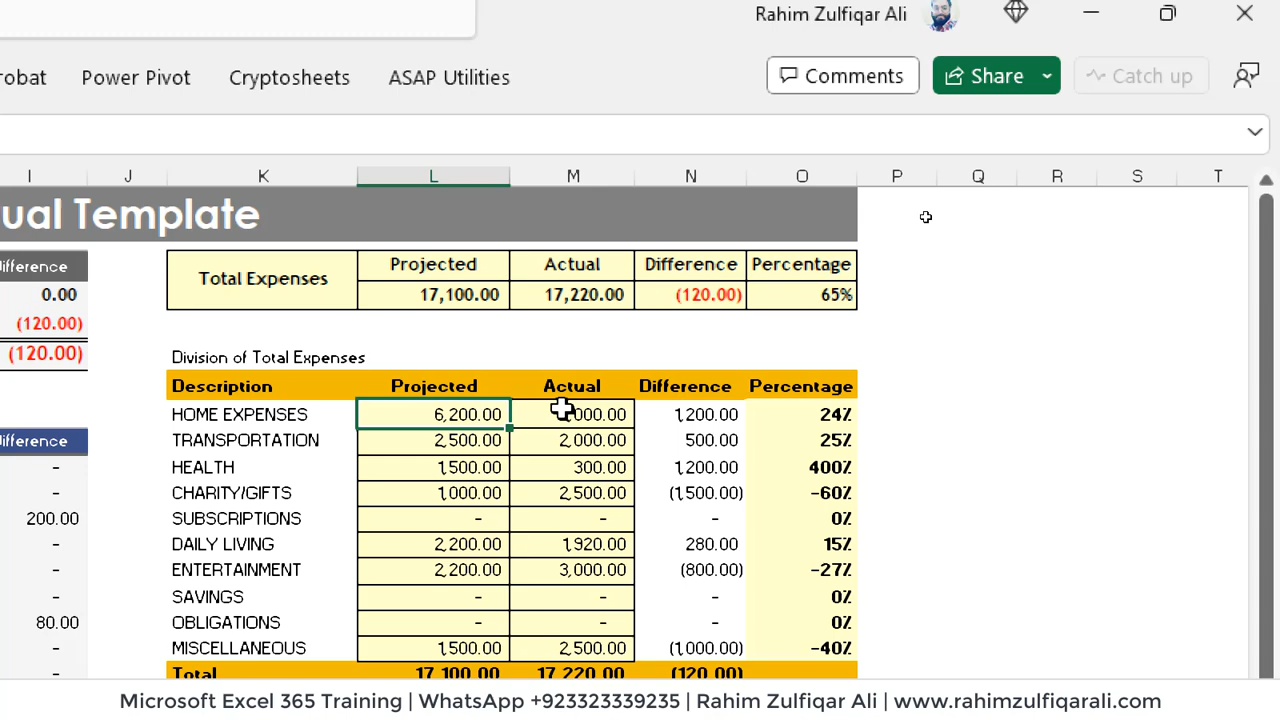 Rahim Zulfiqar Ali
robat Power Pivot Cryptosheets ASAP Utilities Comments Share Catch up
I J K L M N O P Q R S T
ual Template
ifference
0.00
(120.00)
(120.00)
Total Expenses Projected Actual Difference Percentage
17,100.00 17,220.00 (120.00) 65%
Division of Total Expenses
Description Projected Actual Difference Percentage
HOME EXPENSES 6,200.00 000.00 1,200.00 24%
TRANSPORTATION 2,500.00 2,000.00 500.00 25%
ifference
HEALTH 1,500.00 300.00 1,200.00 400%
-
CHARITY/GIFTS 1,000.00 2,500.00 (1,500.00) -60%
-
SUBSCRIPTIONS - - - 0%
200.00
DAILY LIVING 2,200.00 1,920.00 280.00 15%
-
ENTERTAINMENT 2,200.00 3,000.00 (800.00) -27%
-
SAVINGS - - - 0%
-
OBLIGATIONS - - - 0%
80.00
MISCELLANEOUS 1,500.00 2,500.00 (1,000.00) -40%
-
Total 17,100.00 17,220.00 (120.00)
-
Microsoft Excel 365 Training | WhatsApp +923323339235 | Rahim Zulfiqar Ali | www.rahimzulfiqarali.com